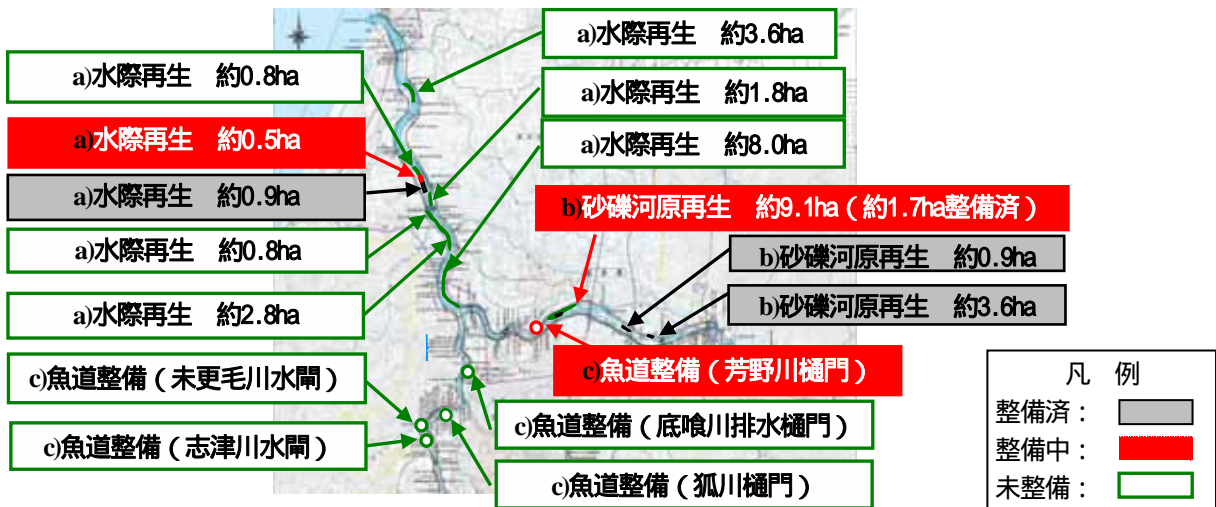 a)水際再生　約3.6ha
a)水際再生　約0.8ha
a)水際再生　約1.8ha
a)水際再生　約0.5ha
a)水際再生　約8.0ha
a)水際再生　約0.9ha
b)砂礫河原再生　約9.1ha（約1.7ha整備済）
a)水際再生　約0.8ha
b)砂礫河原再生　約0.9ha
a)水際再生　約2.8ha
b)砂礫河原再生　約3.6ha
c)魚道整備（未更毛川水閘）
c)魚道整備（芳野川樋門）
c)魚道整備（志津川水閘）
c)魚道整備（底喰川排水樋門）
c)魚道整備（狐川樋門）
凡　例
整備済：
整備中：
未整備：